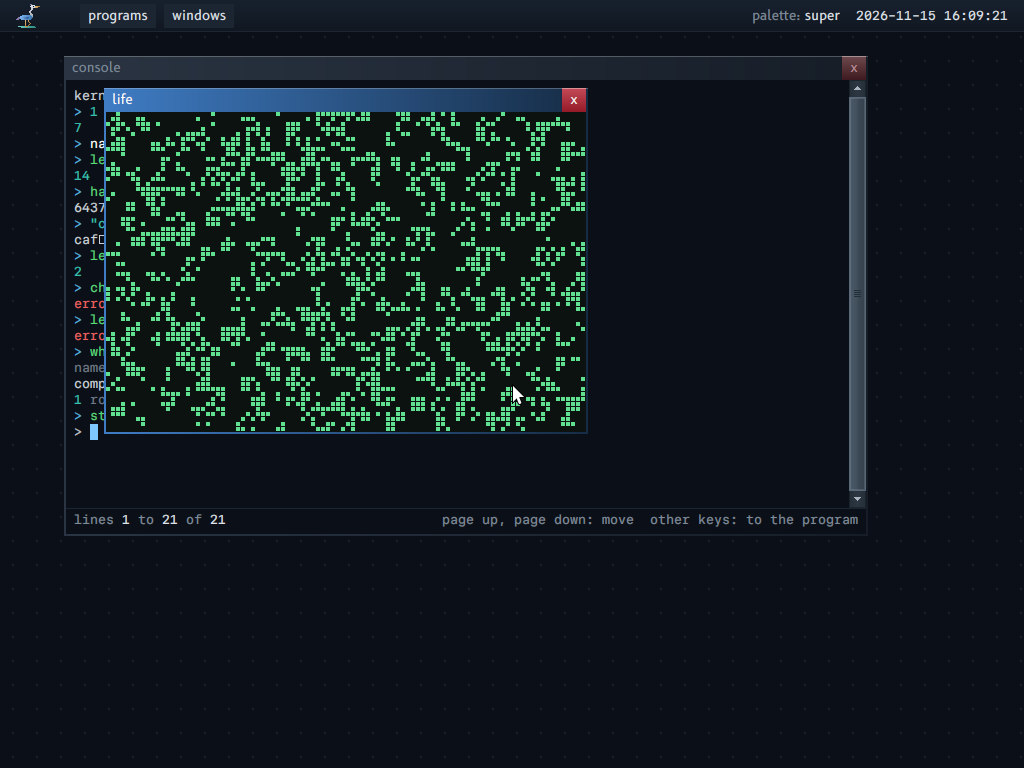 programs windows palette: super 2026-11-15 16:09:21
console x
life x
kern
> 1
7
> na
> le
14
> ha
6437
> "c
caf
> le
2
> ch
erro
> le
erro
> wh
name
comp
1 ro
> st
>
lines 1 to 21 of 21 page up, page down: move other keys: to the program